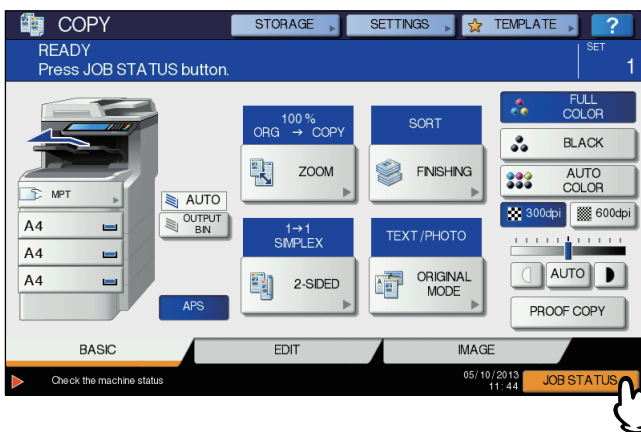 COPY
STORAGE
SETTINGS
TEMPLATE
?
READY
Press JOB STATUS button.
SET
1
100 %
ORG → COPY
ZOOM
SORT
FINISHING
FULL
COLOR
BLACK
AUTO
COLOR
300dpi
600dpi
MPT
A4
A4
A4
AUTO
OUTPUT
BIN
APS
1→1
SIMPLEX
2-SIDED
TEXT/PHOTO
ORIGINAL
MODE
AUTO
PROOF COPY
BASIC
EDIT
IMAGE
Check the machine status
05/10/2013
11:44
JOB STATUS